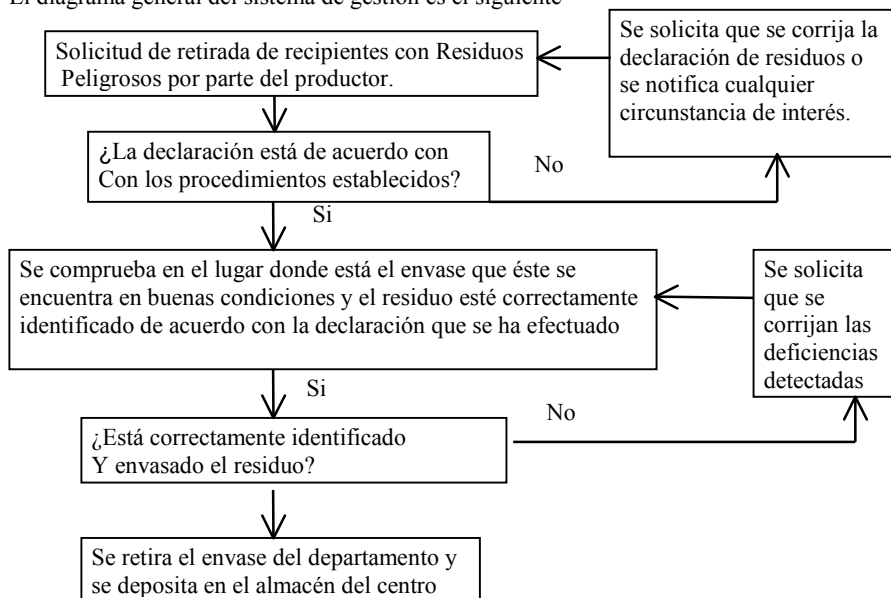 El diagrama general del sistema de gestión es el siguiente
Solicitud de retirada de recipientes con Residuos
Peligrosos por parte del productor.
Se solicita que se corrija la
declaración de residuos o
se notifica cualquier
circunstancia de interés.
¿La declaración está de acuerdo con
Con los procedimientos establecidos?
No
Si
Se comprueba en el lugar donde está el envase que éste se
encuentra en buenas condiciones y el residuo esté correctamente
identificado de acuerdo con la declaración que se ha efectuado
Se solicita
que se
corrijan las
deficiencias
detectadas
Si
No
¿Está correctamente identificado
Y envasado el residuo?
Se retira el envase del departamento y
se deposita en el almacén del centro